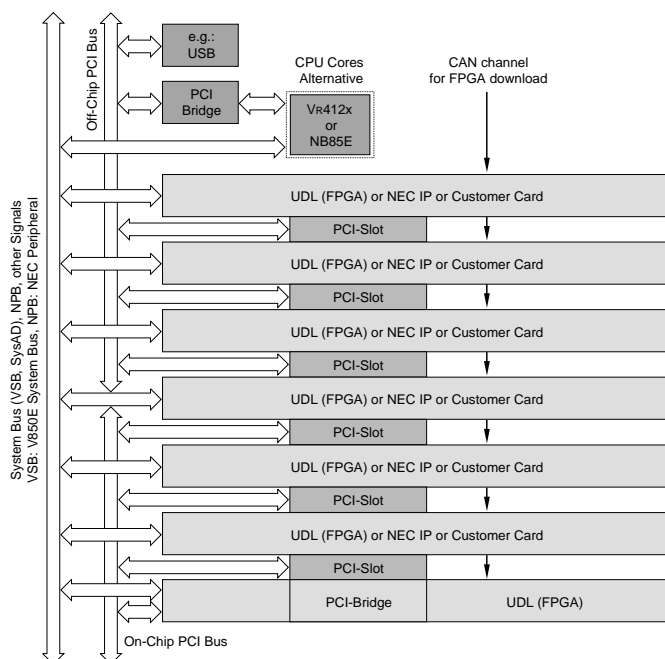 Off-Chip PCI Bus
e.g.:
USB
PCI
Bridge
CPU Cores
Alternative
VR412x
or
NB85E
CAN channel
for FPGA download
System Bus (VSB, SysAD), NPB, other Signals
VSB: V850E System Bus, NPB: NEC Peripheral
UDL (FPGA) or NEC IP or Customer Card
PCI-Slot
UDL (FPGA) or NEC IP or Customer Card
PCI-Slot
UDL (FPGA) or NEC IP or Customer Card
PCI-Slot
UDL (FPGA) or NEC IP or Customer Card
PCI-Slot
UDL (FPGA) or NEC IP or Customer Card
PCI-Slot
UDL (FPGA) or NEC IP or Customer Card
PCI-Slot
PCI-Bridge
UDL (FPGA)
On-Chip PCI Bus